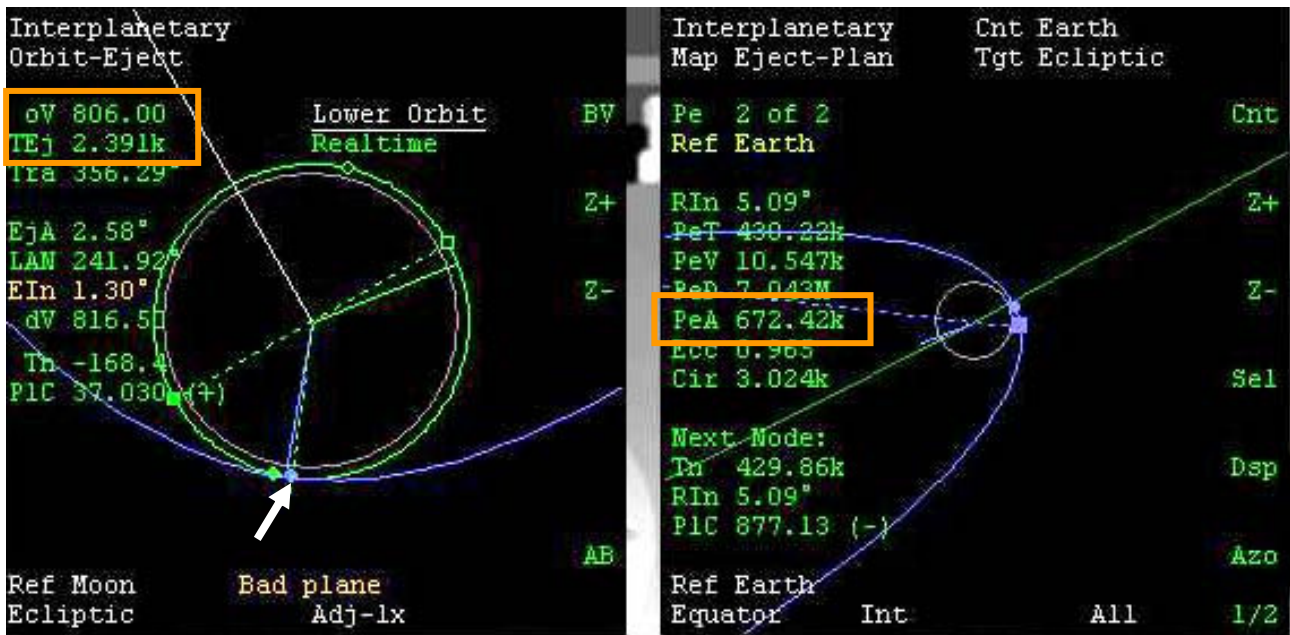 Interplanetary
Orbit-Eject
oV 806.00
TEj 2.391k
Tra 356.29°
Lower Orbit
Realtime
EjA 2.58°
LAN 241.92°
EIn 1.30°
dV 816.5
Tn -168.4
PlC 37.030 (+)
BV
Z+
Z-
AB
Ref Moon
Bad plane
Ecliptic
Adj-1x
Interplanetary Cnt Earth
Map Eject-Plan Tgt Ecliptic
Pe 2 of 2
Ref Earth
RIn 5.09°
PeT 430.22k
PeV 10.547k
PeD 7.043M
PeA 672.42k
Ecc 0.965
Cir 3.024k
Next Node:
Tn 429.86k
RIn 5.09°
PlC 877.13 (-)
Cnt
Z+
Z-
Sel
Dsp
Azo
Ref Earth
Equator Int All 1/2